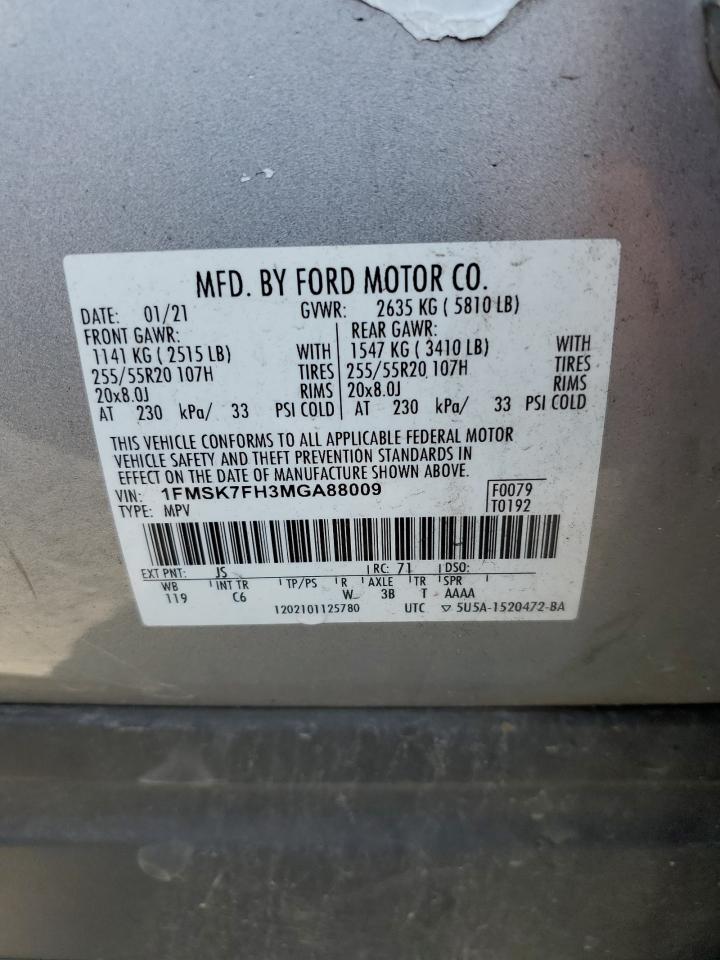 MFD. BY FORD MOTOR CO.
DATE: 01/21 GVWR: 2635 KG ( 5810 LB)
FRONT GAWR: REAR GAWR:
1141 KG ( 2515 LB) WITH 1547 KG ( 3410 LB) WITH
255/55R20 107H TIRES 255/55R20 107H TIRES
20x8.0J RIMS 20x8.0J RIMS
AT 230 kPa/ 33 PSI COLD AT 230 kPa/ 33 PSI COLD
THIS VEHICLE CONFORMS TO ALL APPLICABLE FEDERAL MOTOR
VEHICLE SAFETY AND THEFT PREVENTION STANDARDS IN
EFFECT ON THE DATE OF MANUFACTURE SHOWN ABOVE.
VIN: 1FMSK7FH3MGA88009 F0079
TYPE: MPV T0192
EXT PNT: JS RC: 71 DSO:
WB INT TR TP/PS R AXLE TR SPR
119 C6 W 3B T AAAA
1202101125780 UTC ▽ 5U5A-1520472-BA